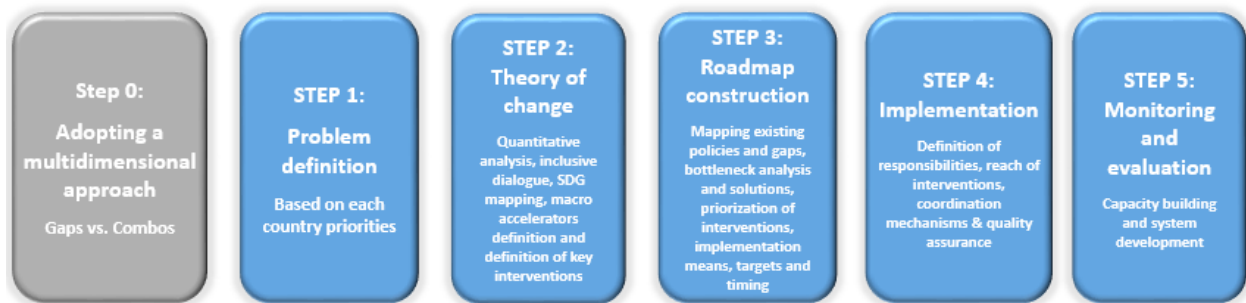 Step 0:
Adopting a
multidimensional
approach
Gaps vs. Combos
STEP 1:
Problem
definition
Based on each
country priorities
STEP 2:
Theory of
change
Quantitative
analysis, inclusive
dialogue, SDG
mapping, macro
accelerators
definition and
definition of key
interventions
STEP 3:
Roadmap
construction
Mapping existing
policies and gaps,
bottleneck analysis
and solutions,
priorization of
interventions,
implementation
means, targets and
timing
STEP 4:
Implementation
Definition of
responsibilities, reach of
interventions,
coordination
mechanisms & quality
assurance
STEP 5:
Monitoring
and
evaluation
Capacity building
and system
development